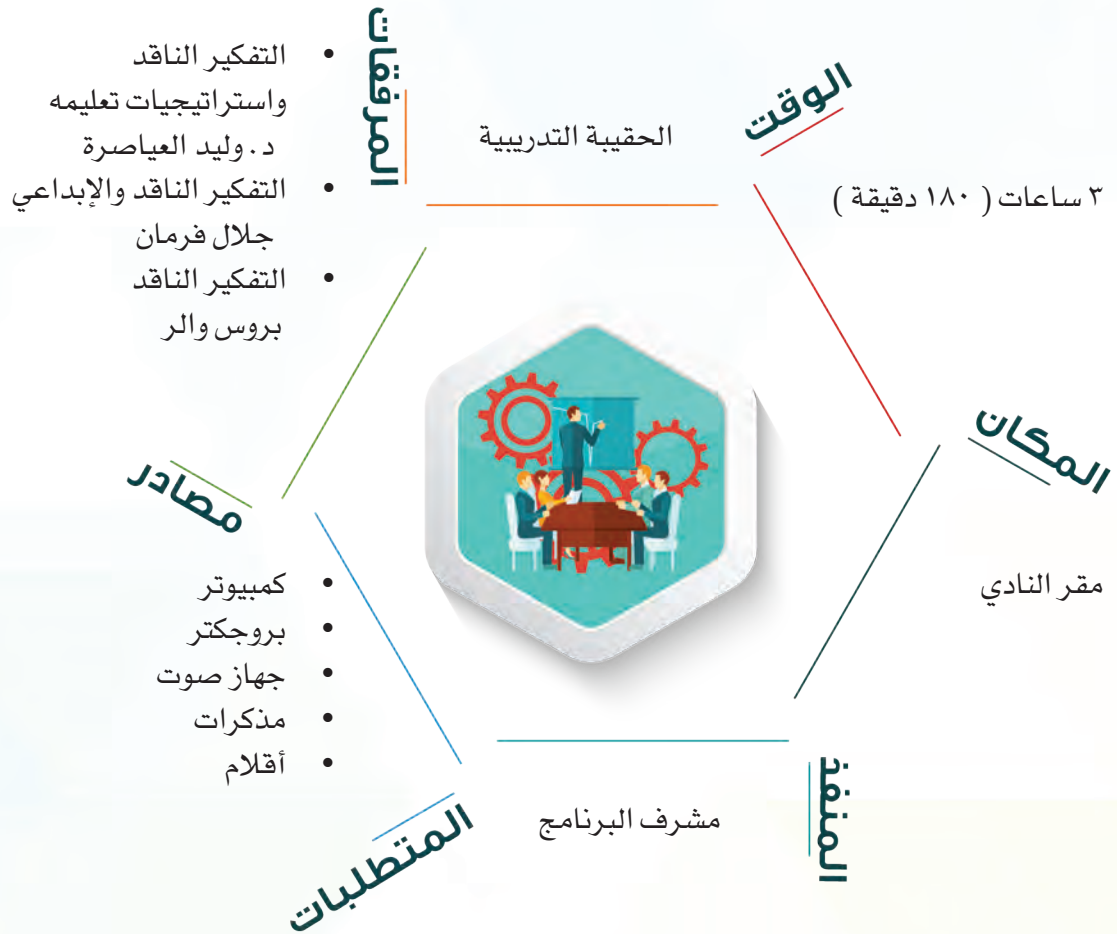 الوقت
٣ ساعات ( ١٨٠ دقيقة )
المكان
مقر النادي
المنفذ
مشرف البرنامج
المتطلبات
• كمبيوتر
• بروجكتر
• جهاز صوت
• مذكرات
• أقلام
مصادر
• التفكير الناقد
واستراتيجيات تعليمه
د. وليد العياصرة
• التفكير الناقد والإبداعي
جلال فرمان
• التفكير الناقد
بروس والر
المرفقات
الحقيبة التدريبية